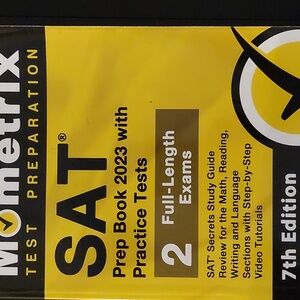 Mometrix
TEST PREPARATION
SAT®
Prep Book 2023 with
Practice Tests
2 Full-Length
Exams
SAT® Secrets Study Guide
Review for the Math, Reading,
Writing and Language
Sections with Step-by-Step
Video Tutorials
7th Edition